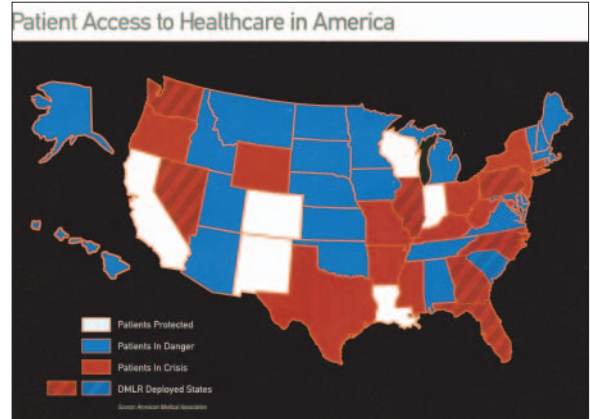 Patient Access to Healthcare in America
Patients Protected
Patients In Danger
Patients In Crisis
DMLR Deployed States
Source: American Medical Association